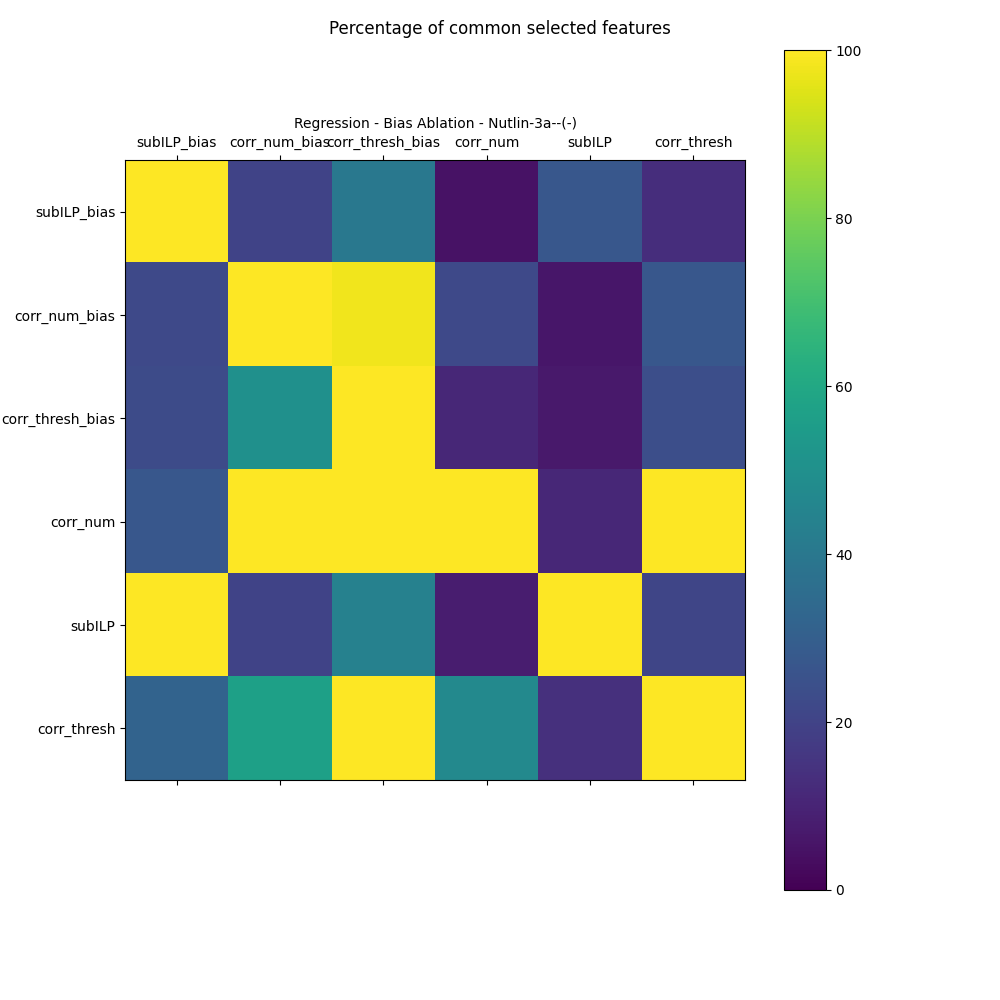 Percentage of common selected features
Regression - Bias Ablation - Nutlin-3a--(-)
subILP_bias corr_num_bias corr_thresh_bias corr_num subILP corr_thresh
subILP_bias
corr_num_bias
corr_thresh_bias
corr_num
subILP
corr_thresh
100
80
60
40
20
0